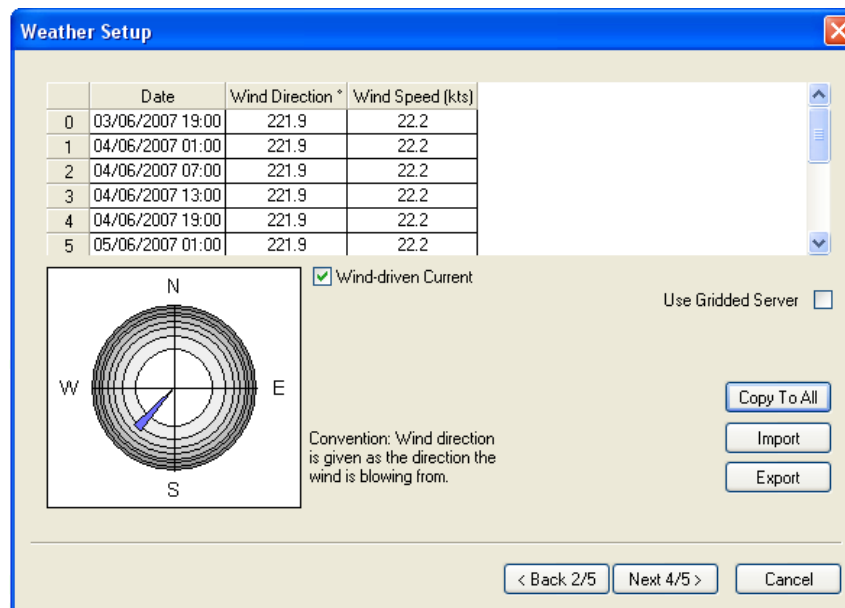 Weather Setup
Date Wind Direction ° Wind Speed (kts)
0 03/06/2007 19:00 221.9 22.2
1 04/06/2007 01:00 221.9 22.2
2 04/06/2007 07:00 221.9 22.2
3 04/06/2007 13:00 221.9 22.2
4 04/06/2007 19:00 221.9 22.2
5 05/06/2007 01:00 221.9 22.2
Wind-driven Current
Use Gridded Server
N
W E
S
Convention: Wind direction
is given as the direction the
wind is blowing from.
Copy To All
Import
Export
< Back 2/5 Next 4/5 > Cancel